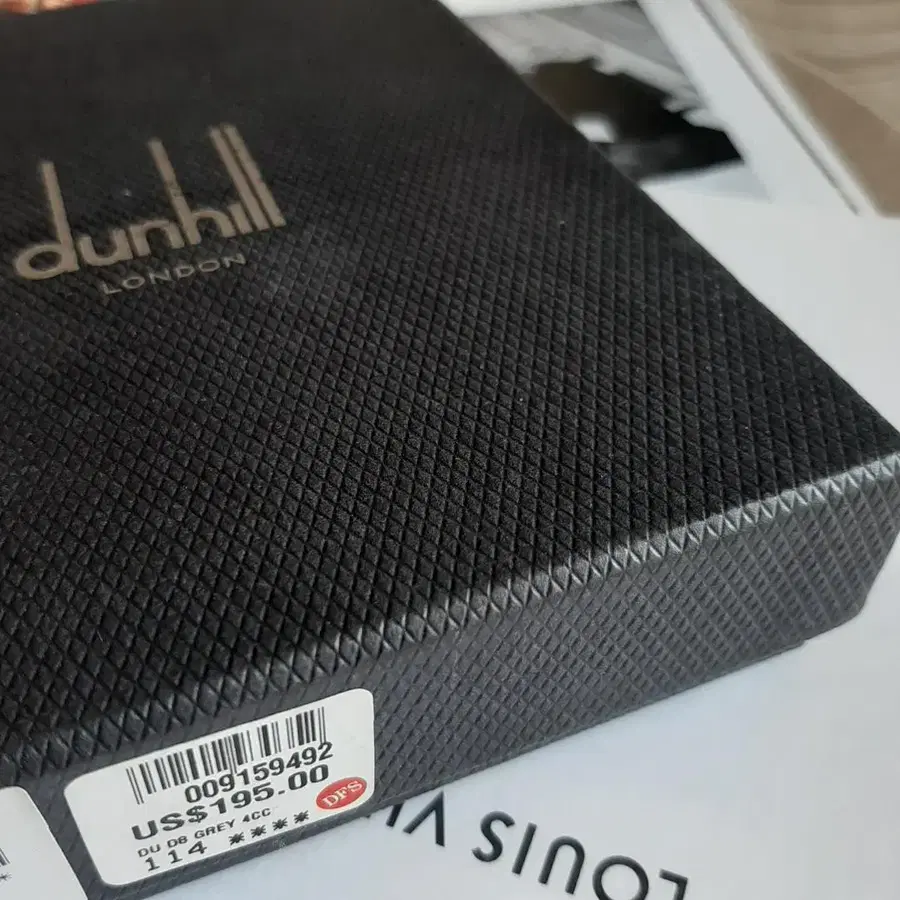 dunhill
LONDON
009159492
US$195.00
DFS
DU D8 GREY 4CC
114 ****
LOUIS